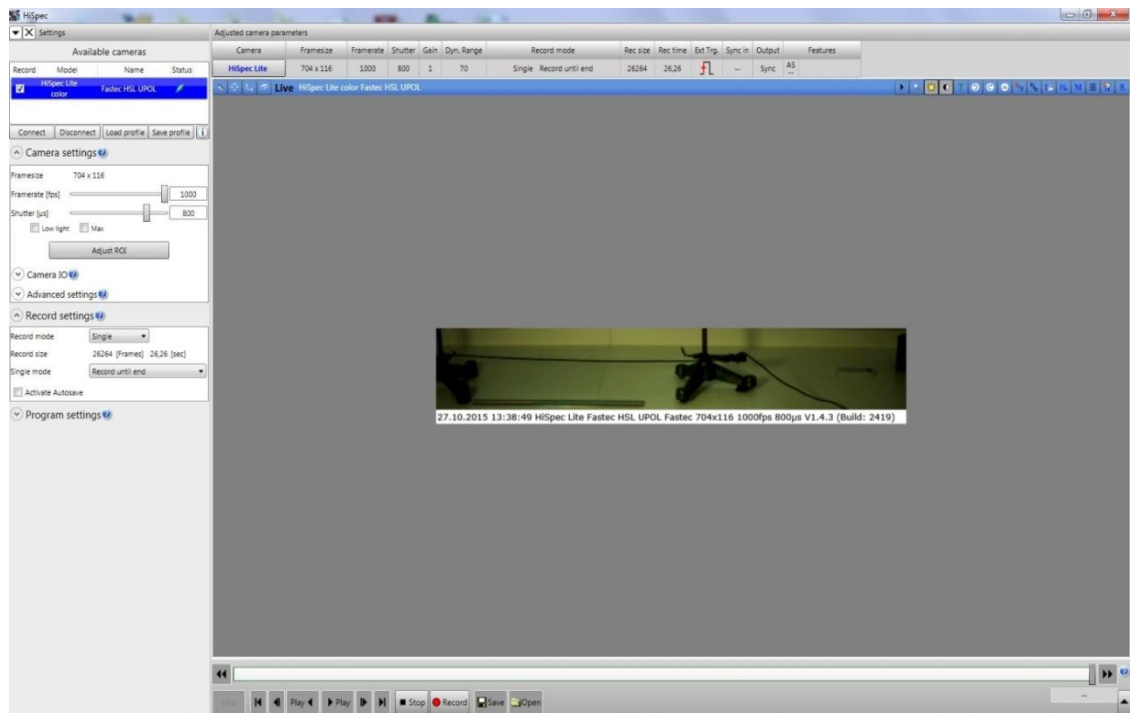 HiSpec
Settings
Adjusted camera parameters
Available cameras
Camera Framesize Framerate Shutter Gain Dyn. Range Record mode Rec size Rec time Ext Trg. Sync in Output Features
Record Model Name Status
HiSpec Lite 704 x 116 1000 800 1 70 Single Record until end 26264 26,26 -- Sync AS --
HiSpec Lite color Fastec HSL UPOL
Live HiSpec Lite color Fastec HSL UPOL
Connect Disconnect Load profile Save profile i
Camera settings
Framesize 704 x 116
Framerate [fps] 1000
Shutter [µs] 800
Low light Max
Adjust ROI
Camera IO
Advanced settings
Record settings
Record mode Single
Record size 26264 [Frames] 26,26 [sec]
Single mode Record until end
Activate Autosave
Program settings
27.10.2015 13:38:49 HiSpec Lite Fastec HSL UPOL Fastec 704x116 1000fps 800µs V1.4.3 (Build: 2419)
Live Play Play Stop Record Save Open
--